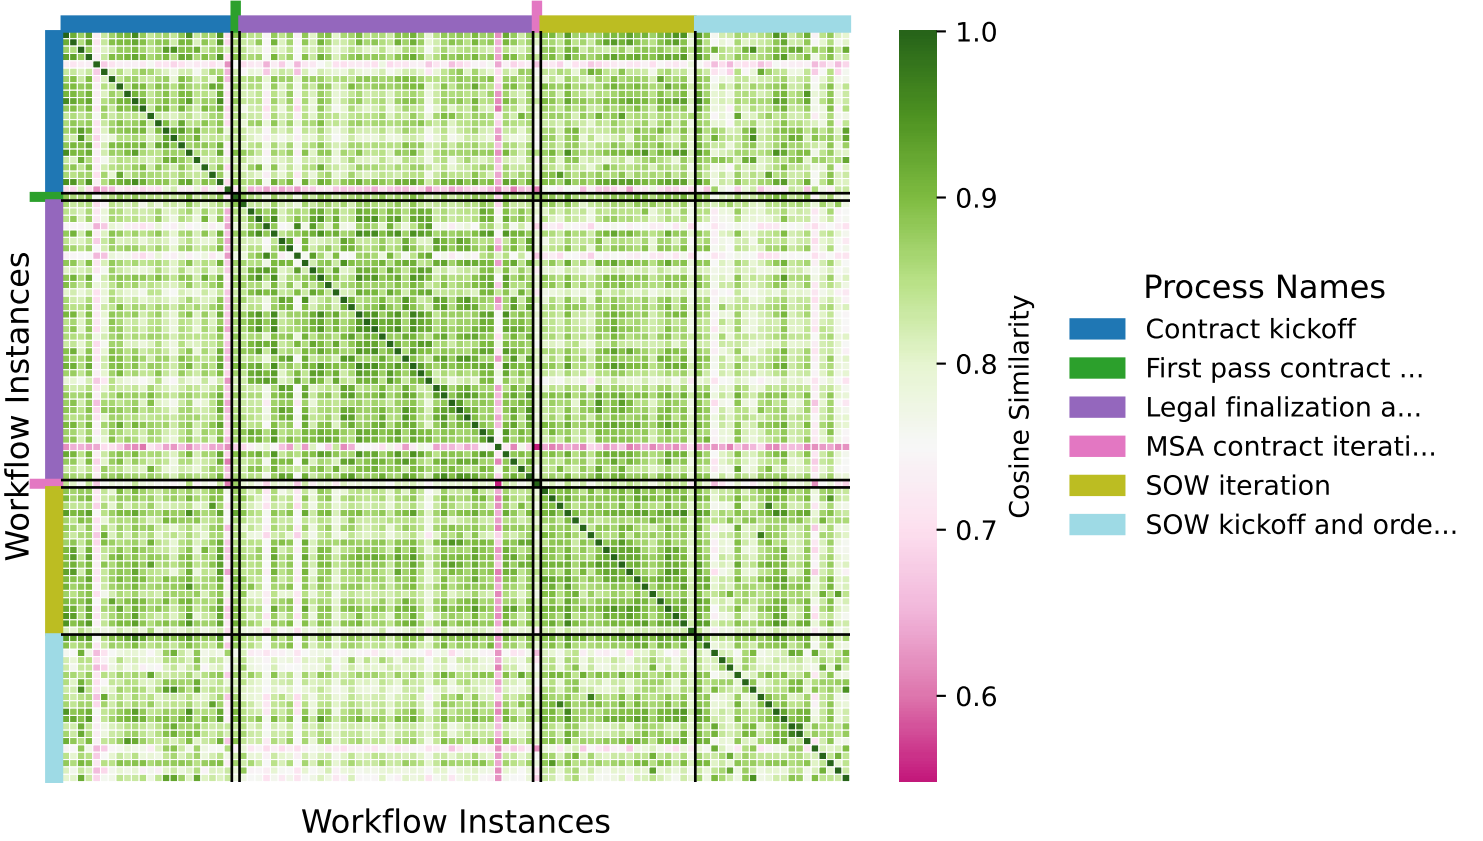 1.0
0.9
0.8
0.7
0.6
Cosine Similarity
Workflow Instances
Workflow Instances
Process Names
Contract kickoff
First pass contract ...
Legal finalization a...
MSA contract iterati...
SOW iteration
SOW kickoff and orde...